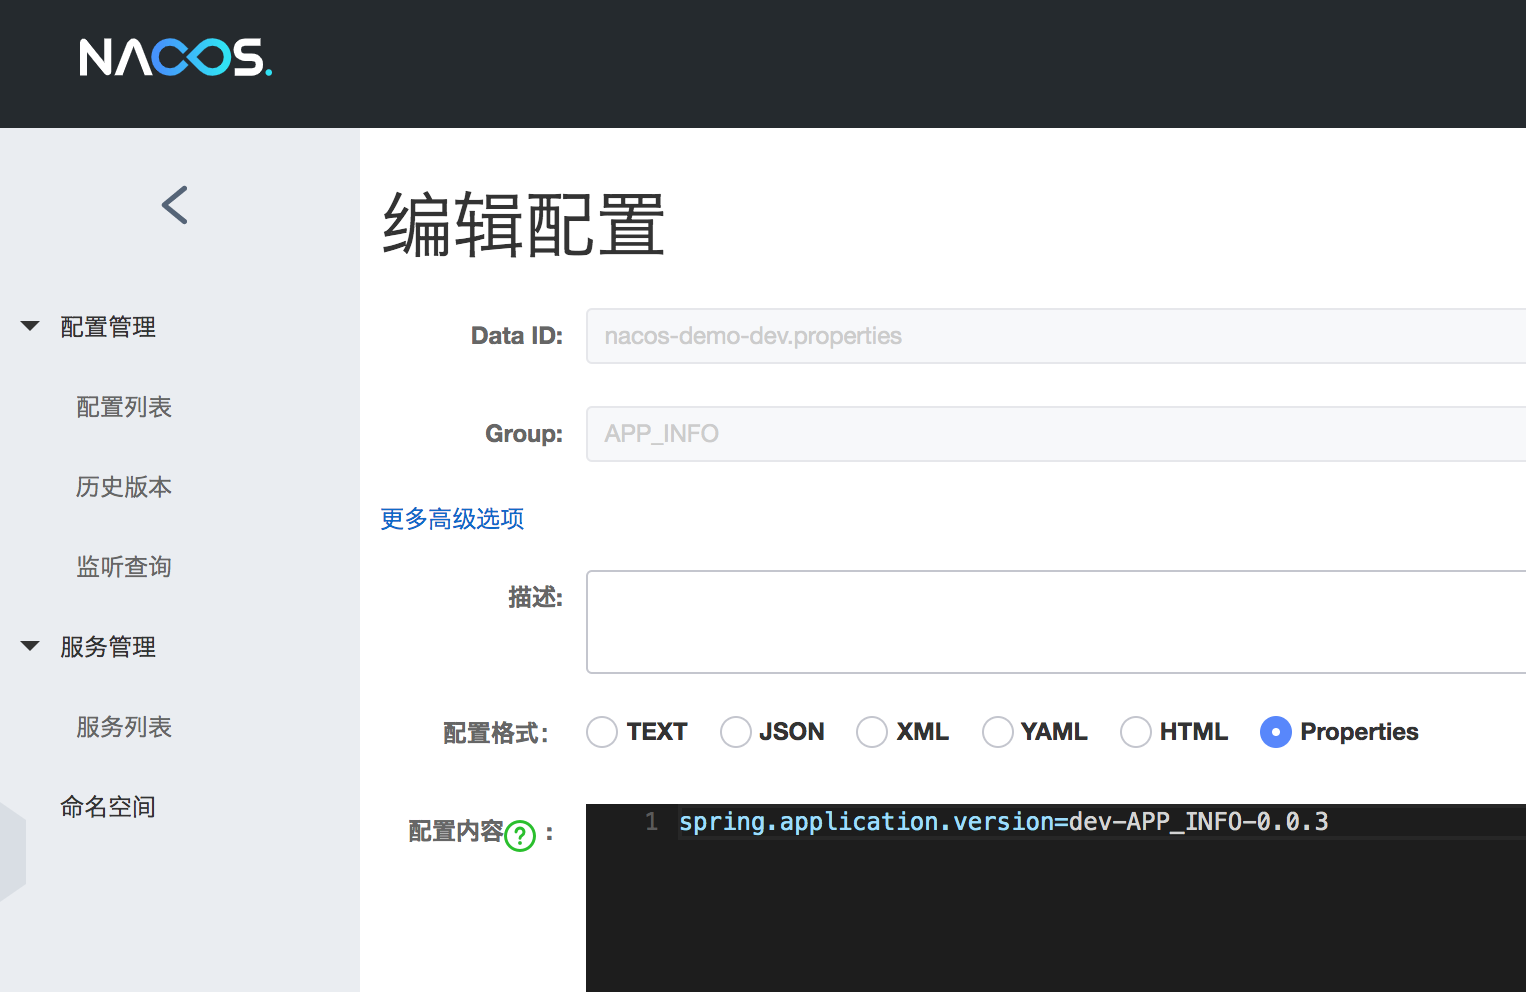 NACOS.
编辑配置
配置管理
配置列表
历史版本
监听查询
服务管理
服务列表
命名空间
Data ID: nacos-demo-dev.properties
Group: APP_INFO
更多高级选项
描述:
配置格式: TEXT JSON XML YAML HTML Properties
配置内容? :
1 spring.application.version=dev-APP_INFO-0.0.3